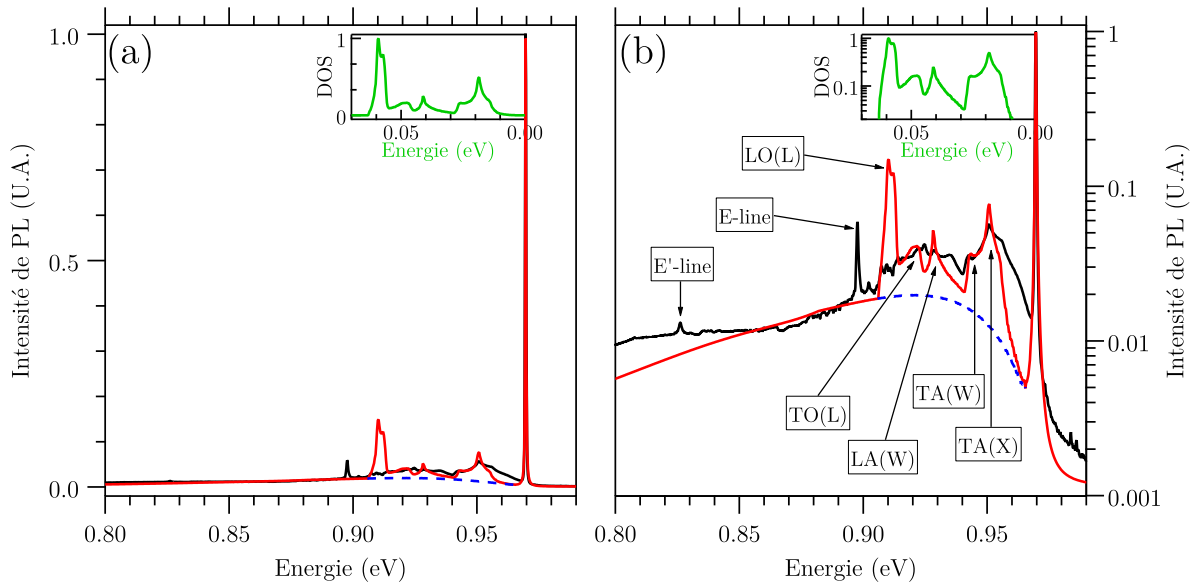 (a)
1.0
0.5
0.0
Intensité de PL (U.A.)
0.80
0.85
0.90
0.95
Energie (eV)
DOS
1
0
0.05
0.00
Energie (eV)
(b)
DOS
1
0.1
0.05
0.00
Energie (eV)
LO(L)
E-line
E'-line
TO(L)
LA(W)
TA(W)
TA(X)
1
0.1
0.01
0.001
Intensité de PL (U.A.)
0.80
0.85
0.90
0.95
Energie (eV)